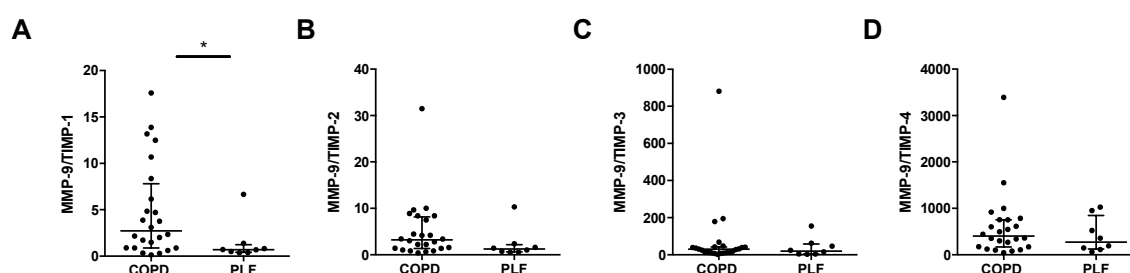 A
*
MMP-9/TIMP-1
20
15
10
5
0
COPD PLF
B
MMP-9/TIMP-2
40
30
20
10
0
COPD PLF
C
MMP-9/TIMP-3
1000
800
600
400
200
0
COPD PLF
D
MMP-9/TIMP-4
4000
3000
2000
1000
0
COPD PLF